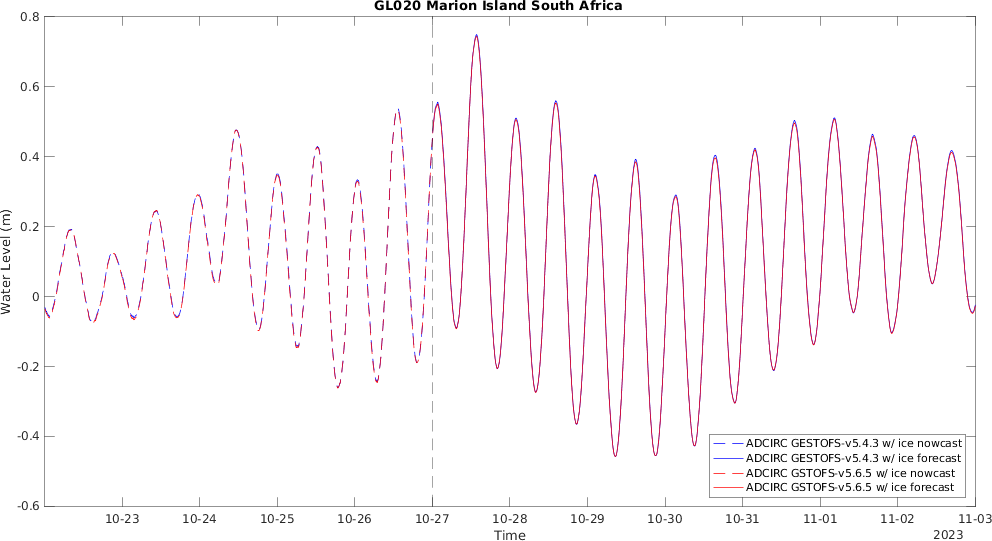 GL020 Marion Island South Africa
0.8
0.6
0.4
0.2
0
-0.2
-0.4
-0.6
Water Level (m)
ADCIRC GESTOFS-v5.4.3 w/ ice nowcast
ADCIRC GESTOFS-v5.4.3 w/ ice forecast
ADCIRC GSTOFS-v5.6.5 w/ ice nowcast
ADCIRC GSTOFS-v5.6.5 w/ ice forecast
10-23 10-24 10-25 10-26 10-27 10-28 10-29 10-30 10-31 11-01 11-02 11-03
Time
2023